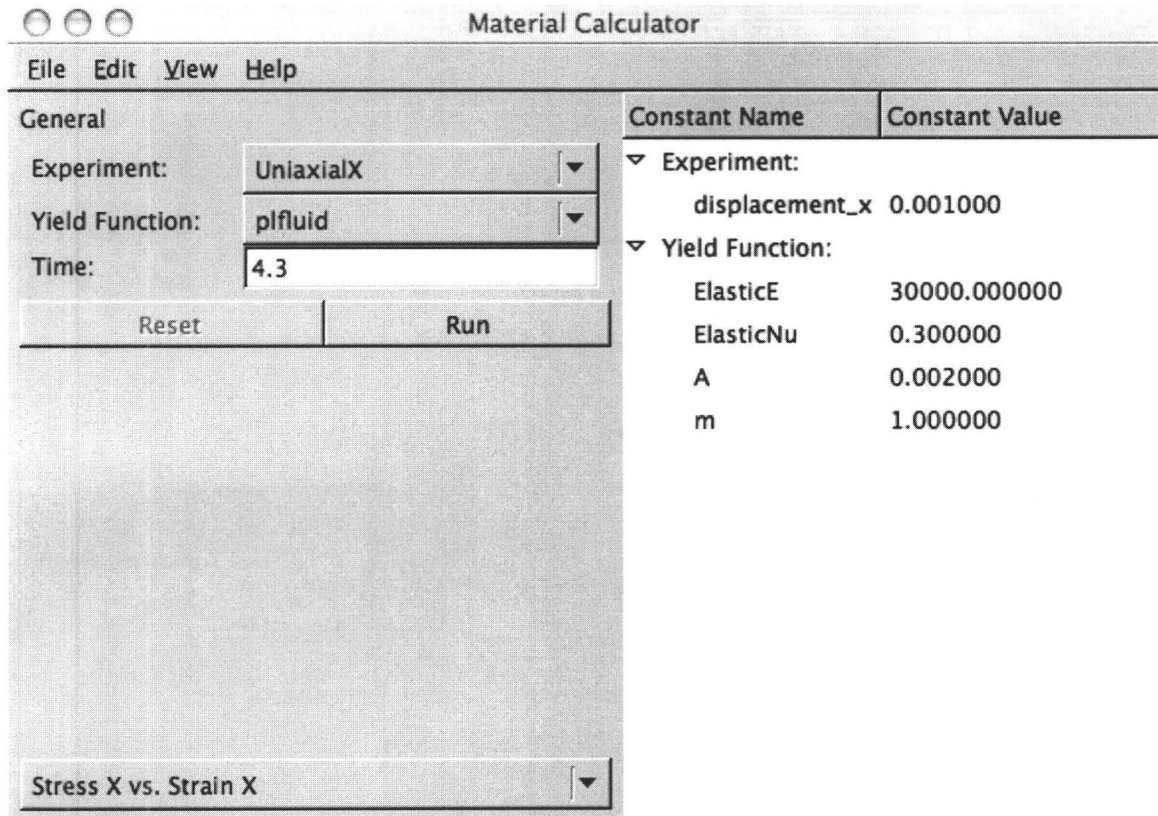 Material Calculator
File Edit View Help
General
Experiment: UniaxialX
Yield Function: plfluid
Time: 4.3
Reset Run
Stress X vs. Strain X
Constant Name Constant Value
Experiment:
displacement_x 0.001000
Yield Function:
ElasticE 30000.000000
ElasticNu 0.300000
A 0.002000
m 1.000000